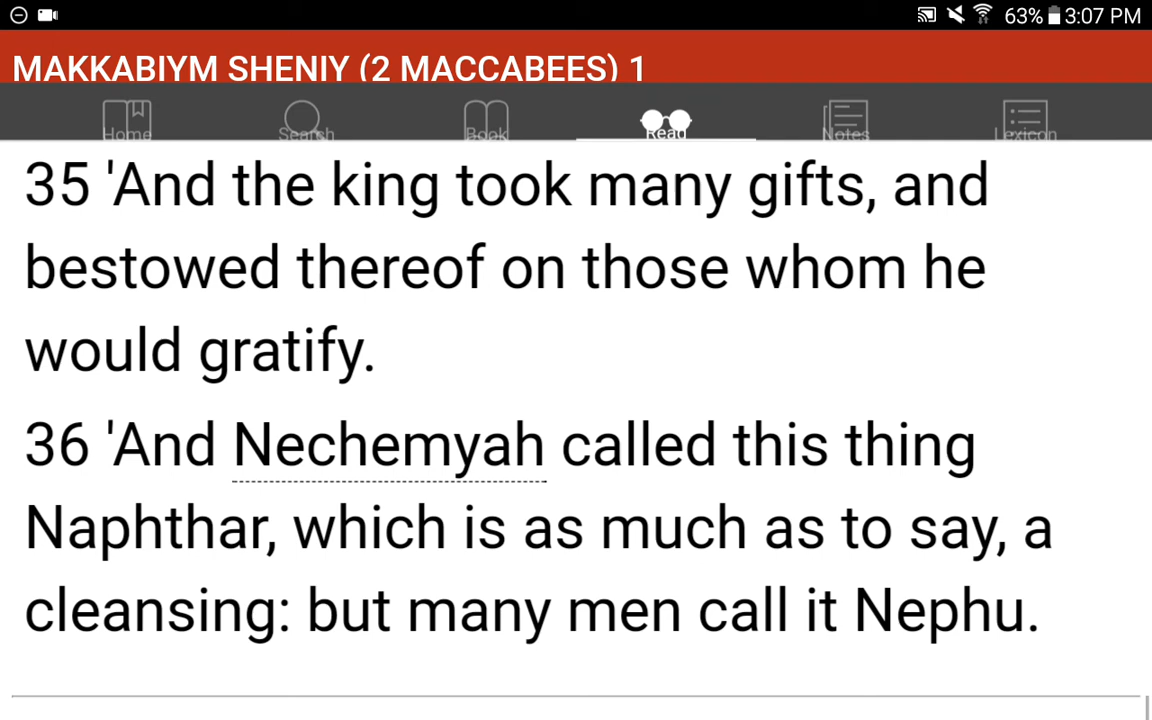 63% 3:07 PM
MAKKABIYM SHENIY (2 MACCABEES) 1
Home Search Book Read Notes Lexicon
35 'And the king took many gifts, and
bestowed thereof on those whom he
would gratify.
36 'And Nechemyah called this thing
Naphthar, which is as much as to say, a
cleansing: but many men call it Nephu.